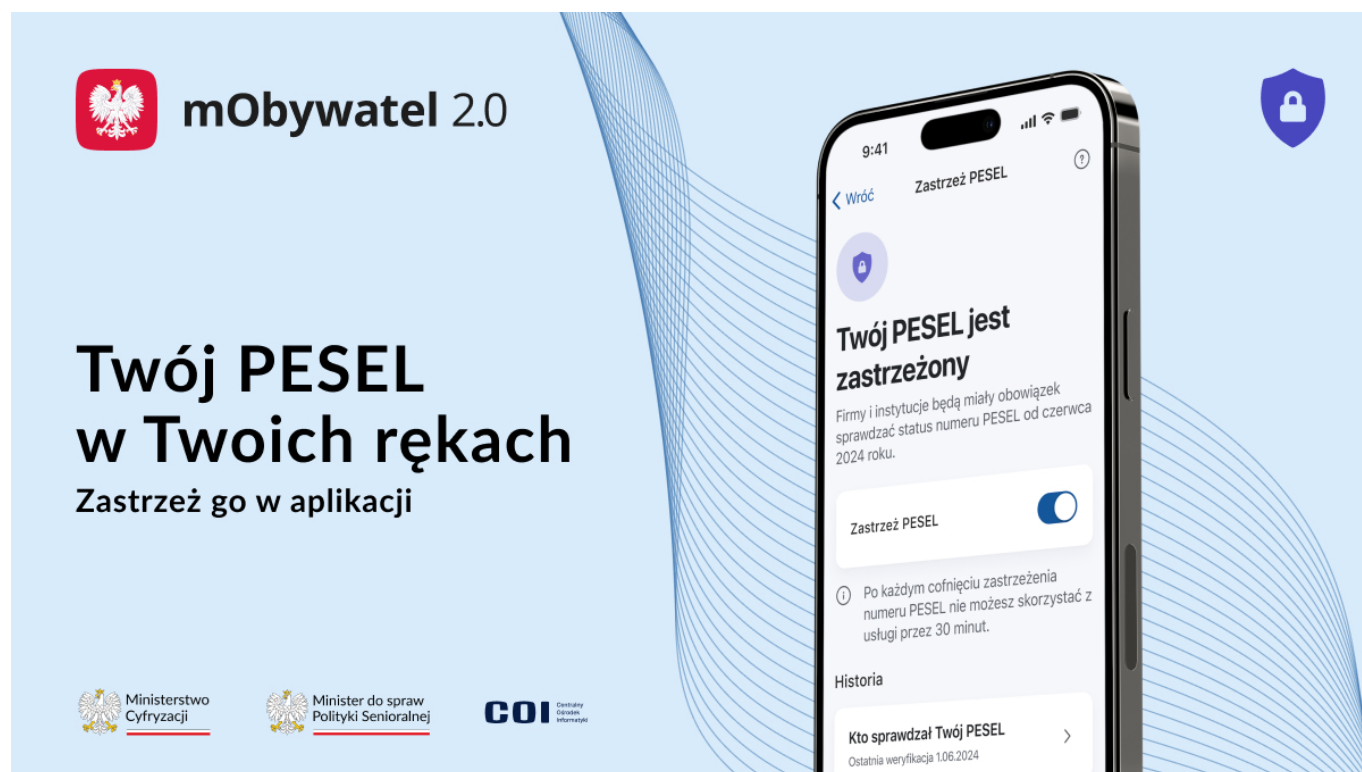 mObywatel 2.0
Twój PESEL
w Twoich rękach
Zastrzeż go w aplikacji
Ministerstwo
Cyfryzacji
Minister do spraw
Polityki Senioralnej
COI
Centralny
Ośrodek
Informatyki
9:41
Wróć
Zastrzeż PESEL
?
Twój PESEL jest
zastrzeżony
Firmy i instytucje będą miały obowiązek
sprawdzać status numeru PESEL od czerwca
2024 roku.
Zastrzeż PESEL
Po każdym cofnięciu zastrzeżenia
numeru PESEL nie możesz skorzystać z
usługi przez 30 minut.
Historia
Kto sprawdzał Twój PESEL
Ostatnia weryfikacja 1.06.2024